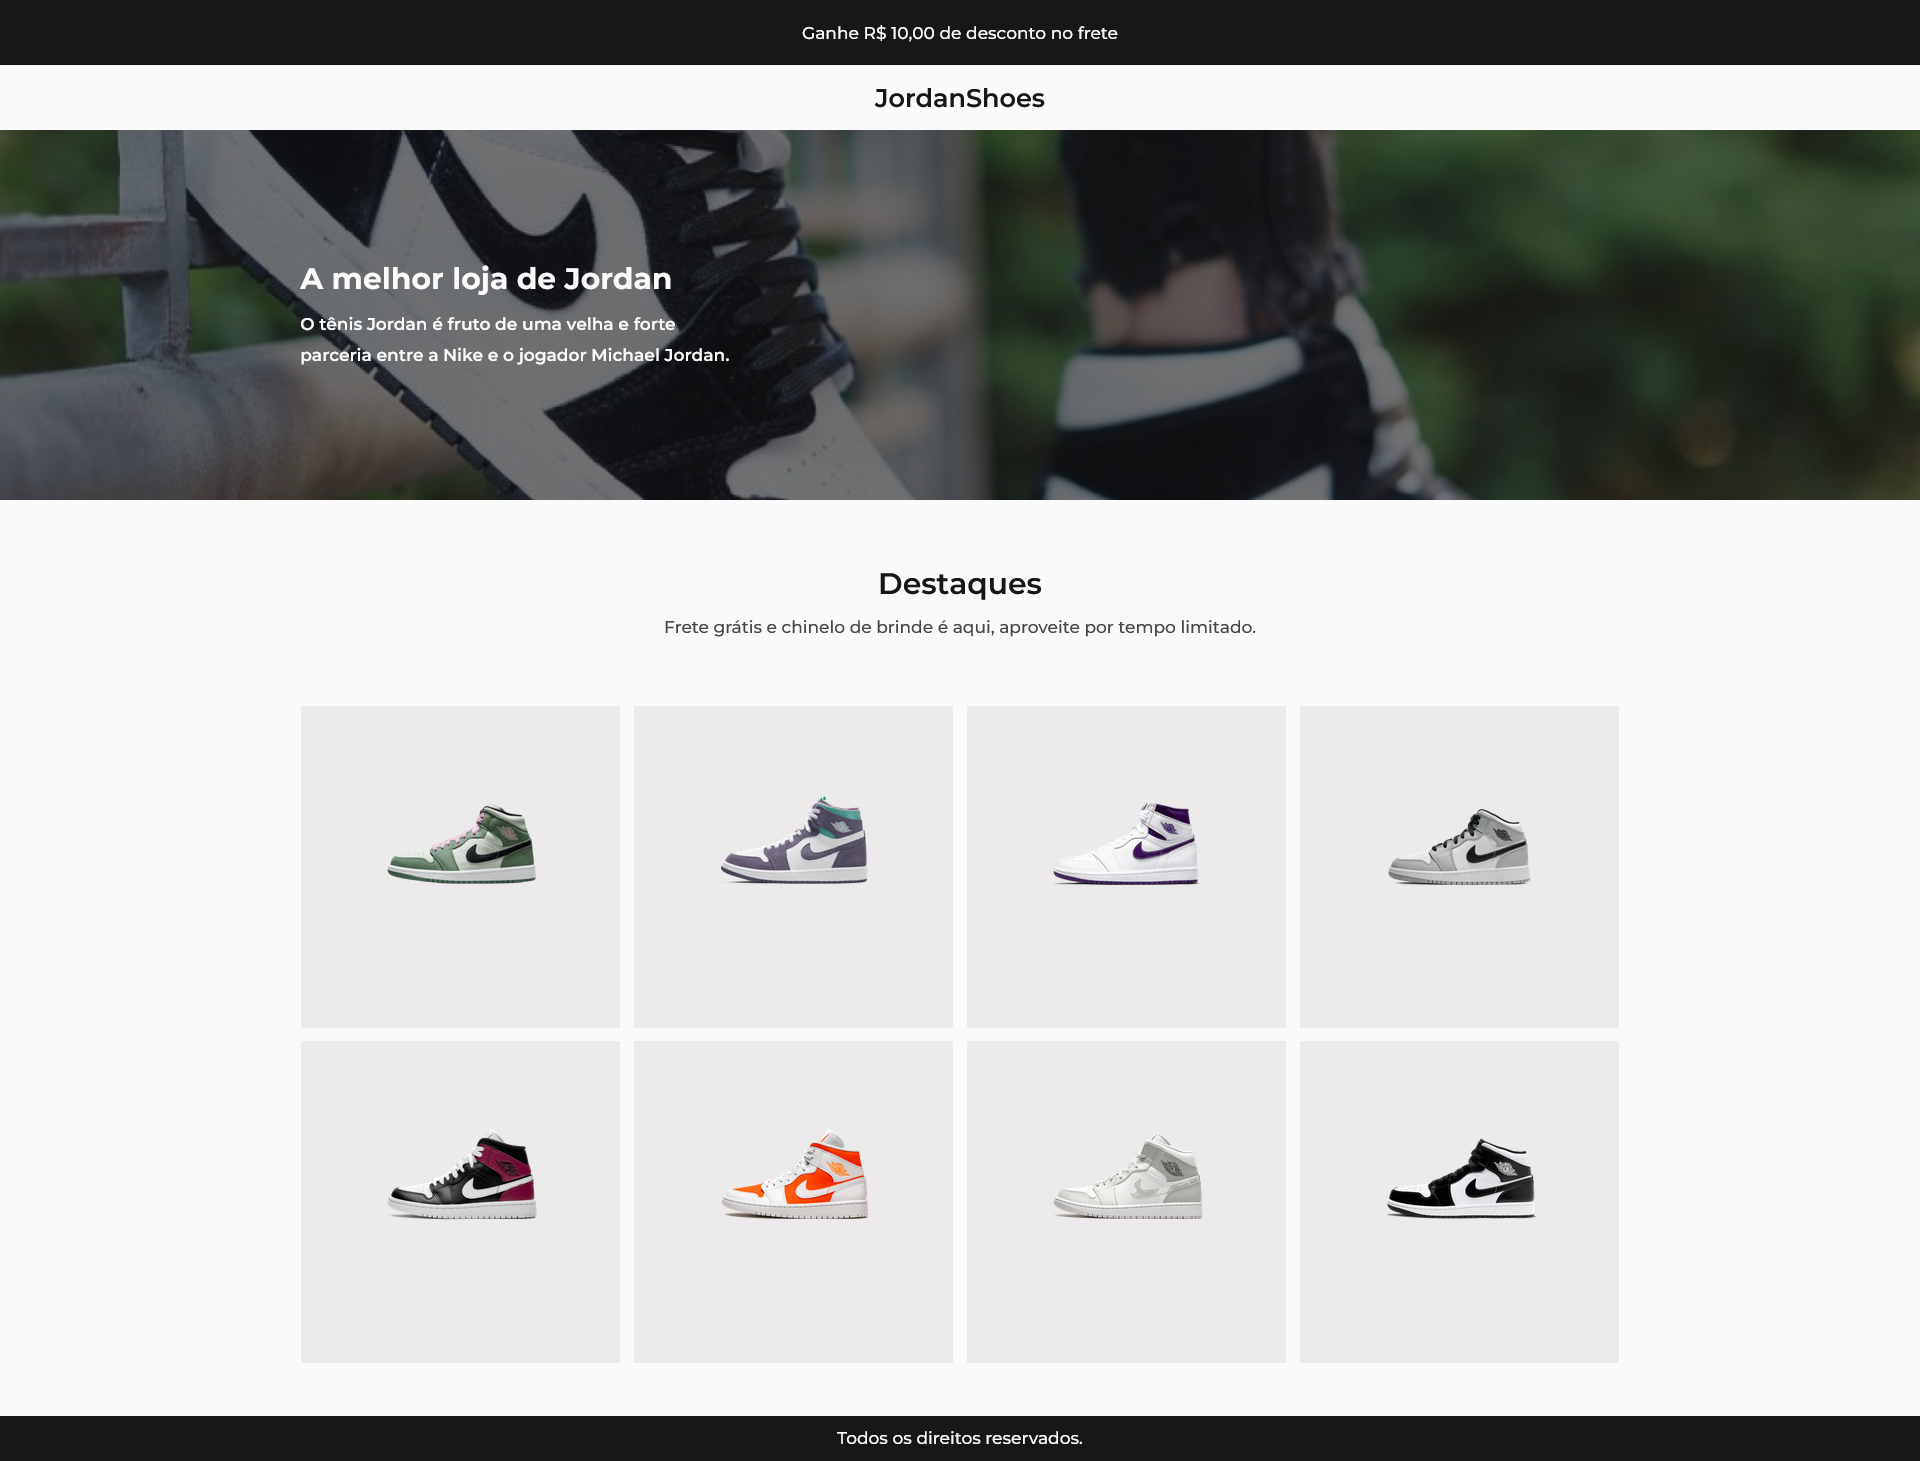 Ganhe R$ 10,00 de desconto no frete
JordanShoes
A melhor loja de Jordan
O tênis Jordan é fruto de uma velha e forte
parceria entre a Nike e o jogador Michael Jordan.
Destaques
Frete grátis e chinelo de brinde é aqui, aproveite por tempo limitado.
Todos os direitos reservados.